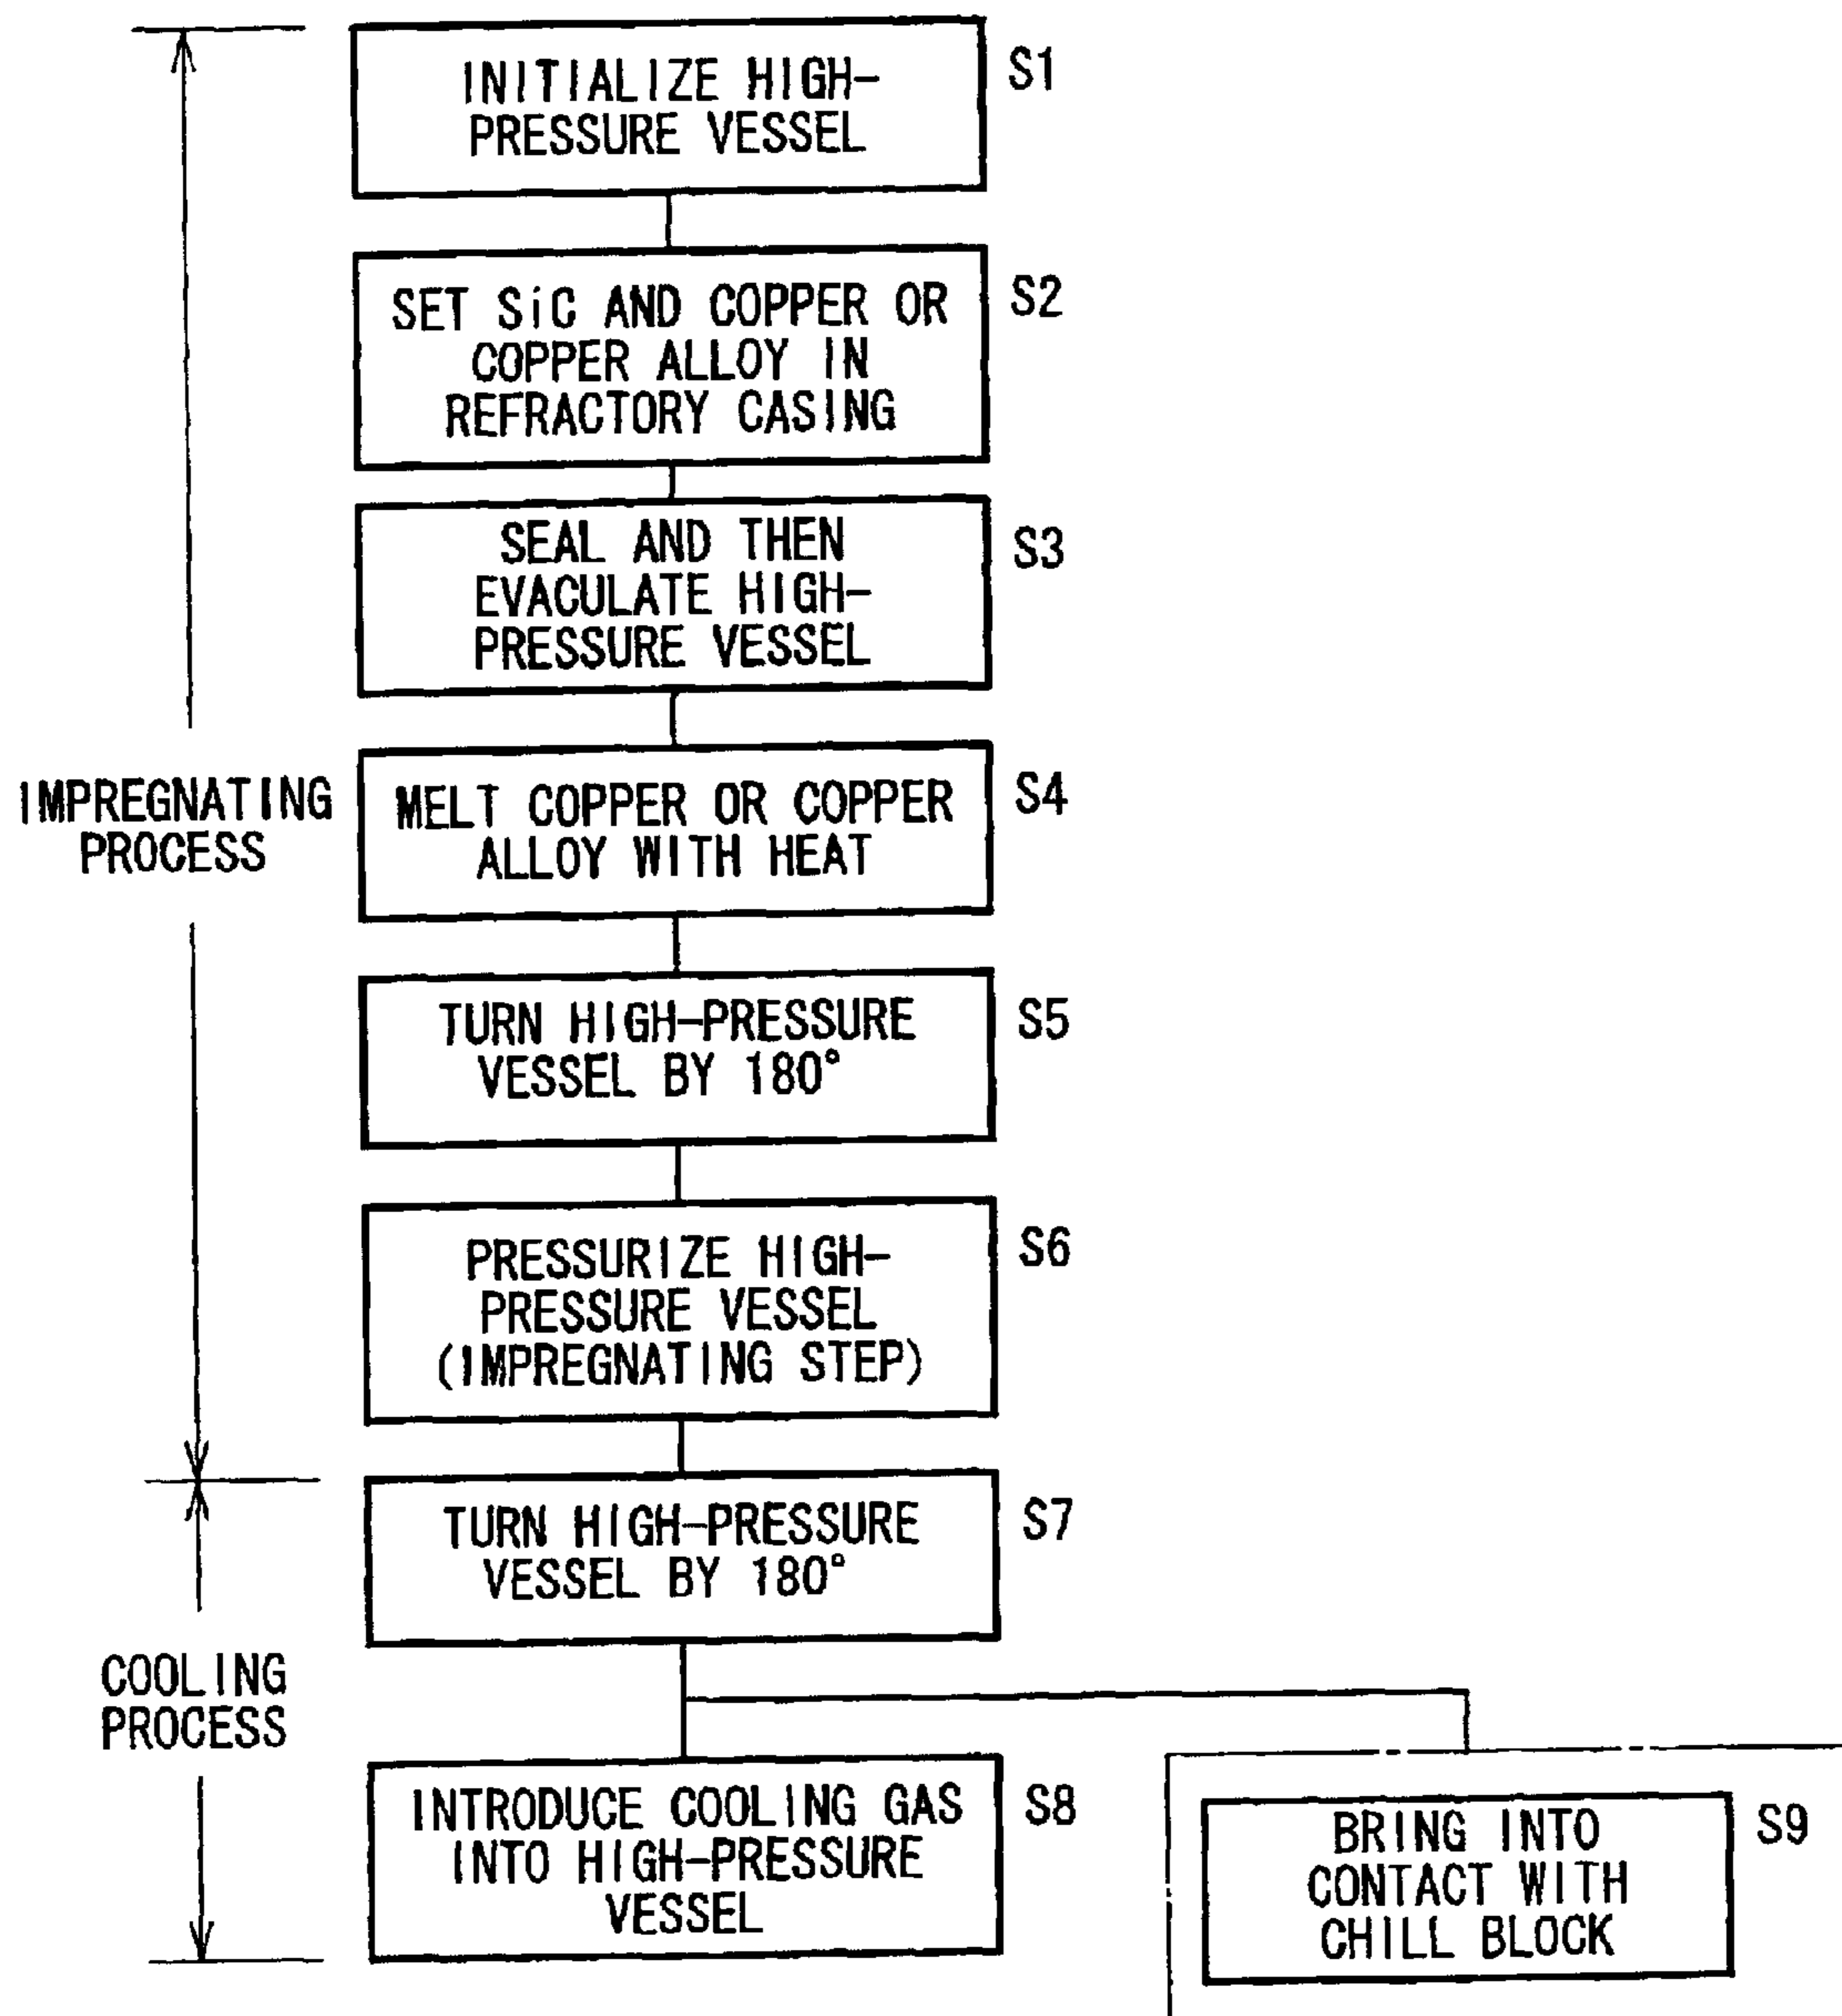 INITIALIZE HIGH-
PRESSURE VESSEL
S1
SET SiC AND COPPER OR
COPPER ALLOY IN
REFRACTORY CASING
S2
SEAL AND THEN
EVACULATE HIGH-
PRESSURE VESSEL
S3
IMPREGNATING
PROCESS
MELT COPPER OR COPPER
ALLOY WITH HEAT
S4
TURN HIGH-PRESSURE
VESSEL BY 180°
S5
PRESSURIZE HIGH-
PRESSURE VESSEL
(IMPREGNATING STEP)
S6
TURN HIGH-PRESSURE
VESSEL BY 180°
S7
COOLING
PROCESS
INTRODUCE COOLING GAS
INTO HIGH-PRESSURE
VESSEL
S8
BRING INTO
CONTACT WITH
CHILL BLOCK
S9